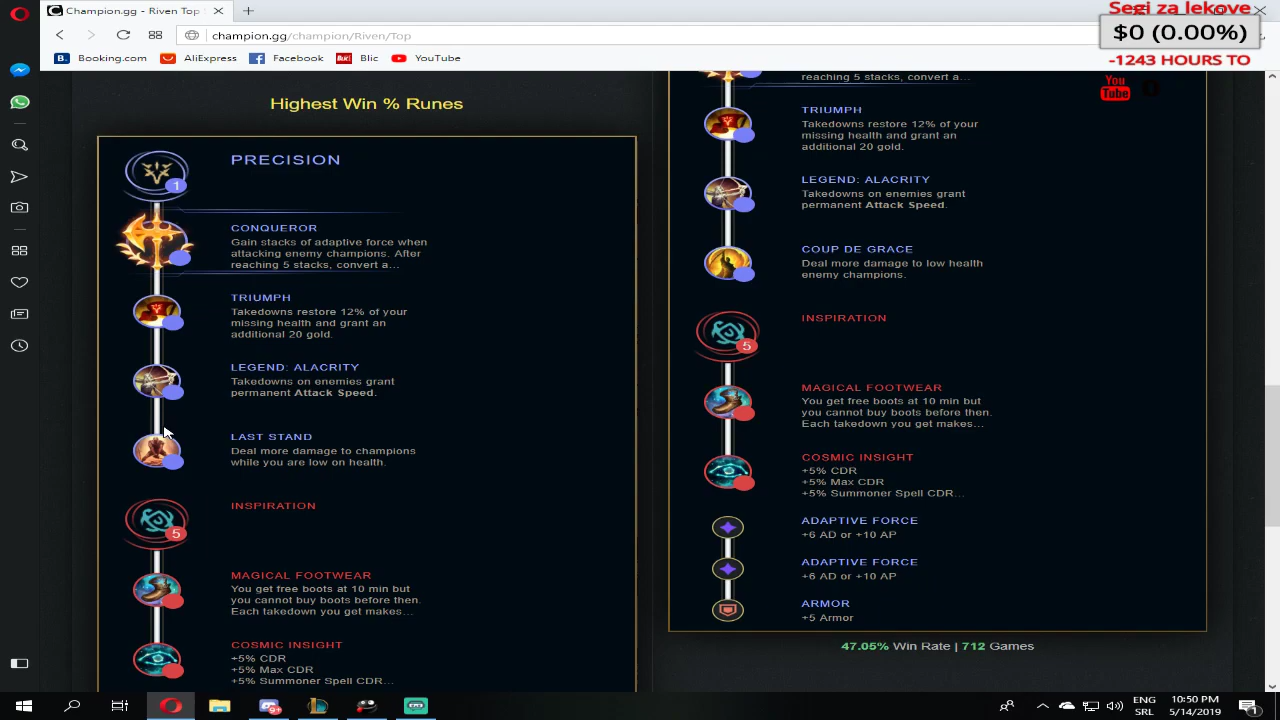 Champion.gg - Riven Top
Segi za lekove
$0 (0.00%)
-1243 HOURS TO
You
Tube
champion.gg/champion/Riven/Top
B. Booking.com
AliExpress
Facebook
Blic
Blic
YouTube
Highest Win % Runes
PRECISION
1
CONQUEROR
Gain stacks of adaptive force when
attacking enemy champions. After
reaching 5 stacks, convert a...
TRIUMPH
Takedowns restore 12% of your
missing health and grant an
additional 20 gold.
LEGEND: ALACRITY
Takedowns on enemies grant
permanent Attack Speed.
LAST STAND
Deal more damage to champions
while you are low on health.
INSPIRATION
5
MAGICAL FOOTWEAR
You get free boots at 10 min but
you cannot buy boots before then.
Each takedown you get makes...
COSMIC INSIGHT
+5% CDR
+5% Max CDR
+5% Summoner Spell CDR...
reaching 5 stacks, convert a...
TRIUMPH
Takedowns restore 12% of your
missing health and grant an
additional 20 gold.
LEGEND: ALACRITY
Takedowns on enemies grant
permanent Attack Speed.
COUP DE GRACE
Deal more damage to low health
enemy champions.
INSPIRATION
5
MAGICAL FOOTWEAR
You get free boots at 10 min but
you cannot buy boots before then.
Each takedown you get makes...
COSMIC INSIGHT
+5% CDR
+5% Max CDR
+5% Summoner Spell CDR...
ADAPTIVE FORCE
+6 AD or +10 AP
ADAPTIVE FORCE
+6 AD or +10 AP
ARMOR
+5 Armor
47.05% Win Rate | 712 Games
9+
ENG
SRL
10:50 PM
5/14/2019
1